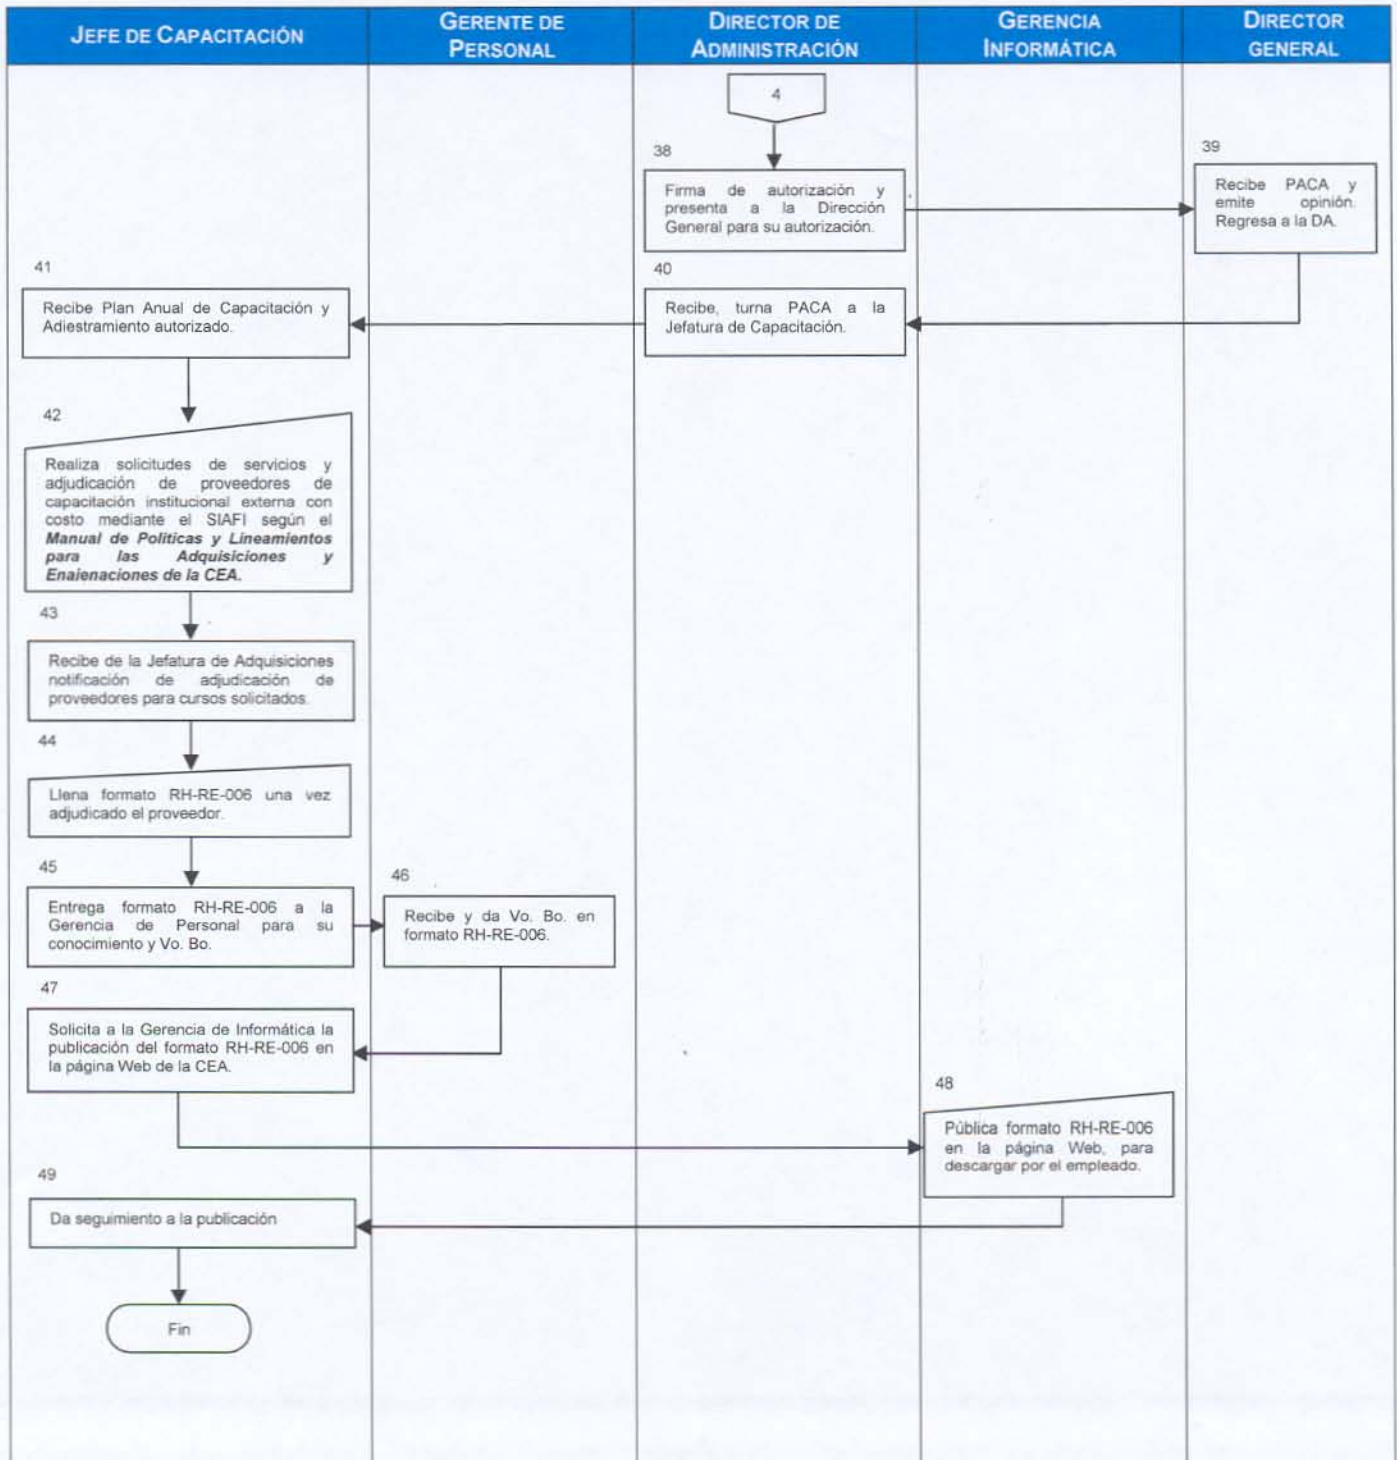 JEFE DE CAPACITACIÓN
GERENTE DE
PERSONAL
DIRECTOR DE
ADMINISTRACIÓN
GERENCIA
INFORMÁTICA
DIRECTOR
GENERAL
4
38
Firma de autorización y
presenta a la Dirección
General para su autorización.
39
Recibe PACA y
emite opinión.
Regresa a la DA.
40
Recibe, turna PACA a la
Jefatura de Capacitación.
41
Recibe Plan Anual de Capacitación y
Adiestramiento autorizado.
42
Realiza solicitudes de servicios y
adjudicación de proveedores de
capacitación institucional externa con
costo mediante el SIAFI según el
Manual de Políticas y Lineamientos
para las Adquisiciones y
Enaienaciones de la CEA.
43
Recibe de la Jefatura de Adquisiciones
notificación de adjudicación de
proveedores para cursos solicitados.
44
Llena formato RH-RE-006 una vez
adjudicado el proveedor.
45
Entrega formato RH-RE-006 a la
Gerencia de Personal para su
conocimiento y Vo. Bo.
46
Recibe y da Vo. Bo. en
formato RH-RE-006.
47
Solicita a la Gerencia de Informática la
publicación del formato RH-RE-006 en
la página Web de la CEA.
48
Pública formato RH-RE-006
en la página Web, para
descargar por el empleado.
49
Da seguimiento a la publicación
Fin